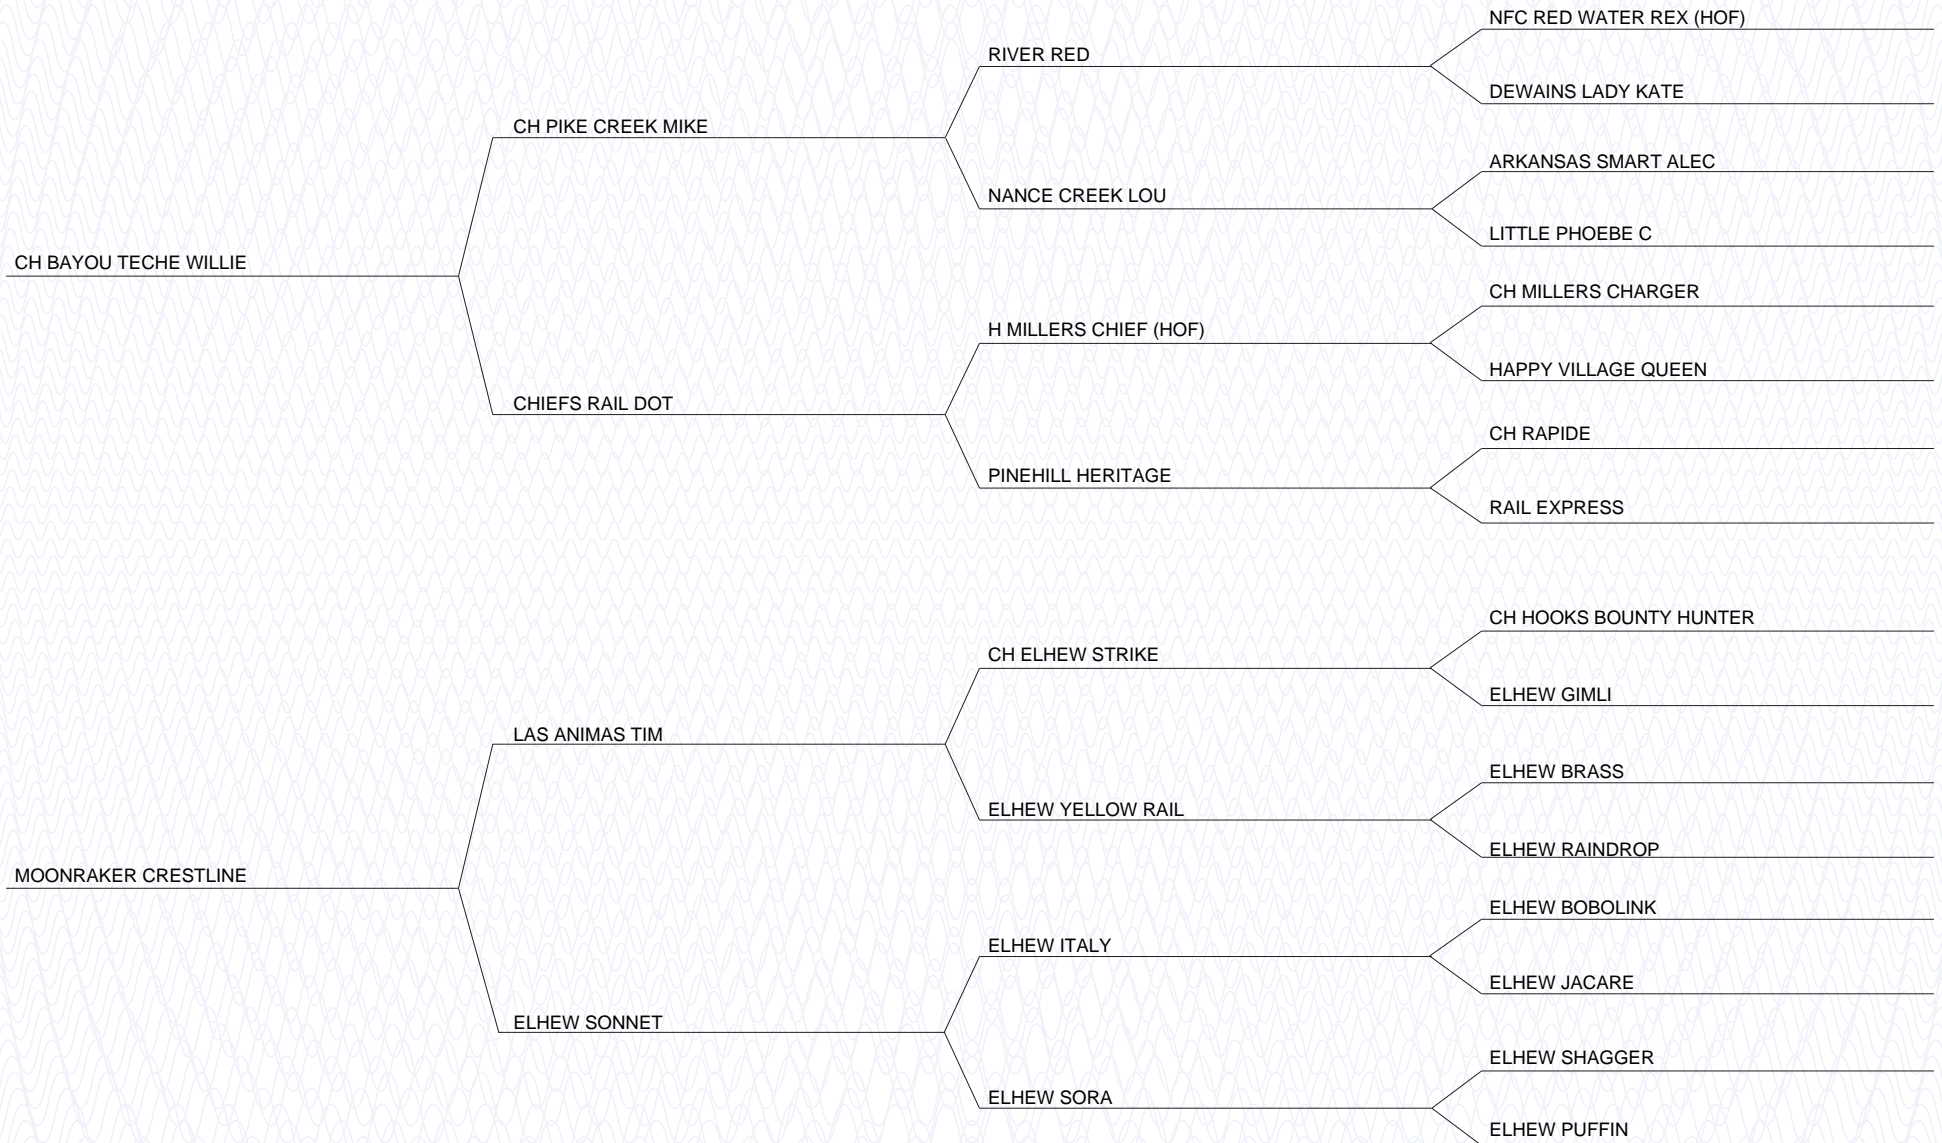 NFC RED WATER REX (HOF)
RIVER RED
DEWAINS LADY KATE
CH PIKE CREEK MIKE
ARKANSAS SMART ALEC
NANCE CREEK LOU
LITTLE PHOEBE C
CH BAYOU TECHE WILLIE
CH MILLERS CHARGER
H MILLERS CHIEF (HOF)
HAPPY VILLAGE QUEEN
CHIEFS RAIL DOT
CH RAPIDE
PINEHILL HERITAGE
RAIL EXPRESS
CH HOOKS BOUNTY HUNTER
CH ELHEW STRIKE
ELHEW GIMLI
LAS ANIMAS TIM
ELHEW BRASS
ELHEW YELLOW RAIL
ELHEW RAINDROP
MOONRAKER CRESTLINE
ELHEW BOBOLINK
ELHEW ITALY
ELHEW JACARE
ELHEW SONNET
ELHEW SHAGGER
ELHEW SORA
ELHEW PUFFIN